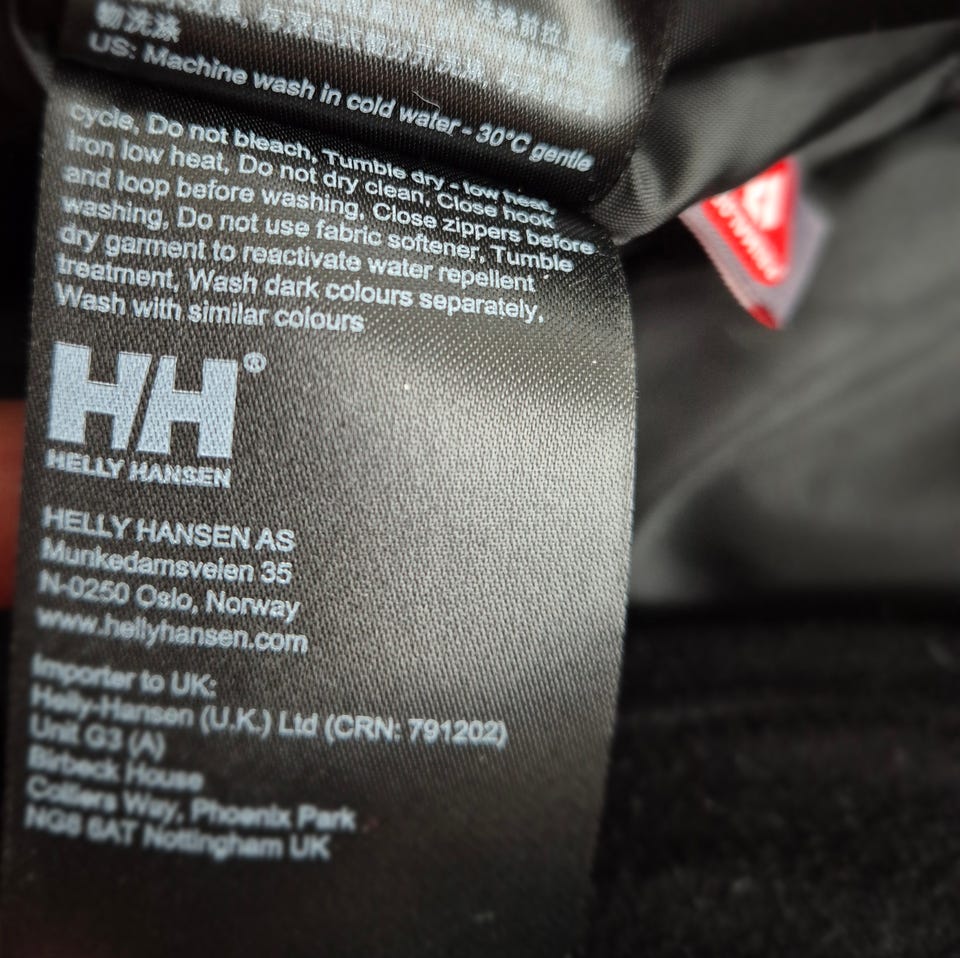 物洗涤
US: Machine wash in cold water - 30°C gentle
cycle, Do not bleach, Tumble dry - low heat,
Iron low heat, Do not dry clean, Close hook
and loop before washing, Close zippers before
washing, Do not use fabric softener, Tumble
dry garment to reactivate water repellent
treatment, Wash dark colours separately,
Wash with similar colours
HH®
HELLY HANSEN
HELLY HANSEN AS
Munkedamsveien 35
N-0250 Oslo, Norway
www.hellyhansen.com
Importer to UK:
Helly-Hansen (U.K.) Ltd (CRN: 791202)
Unit G3 (A)
Birbeck House
Colliers Way, Phoenix Park
NG8 6AT Nottingham UK